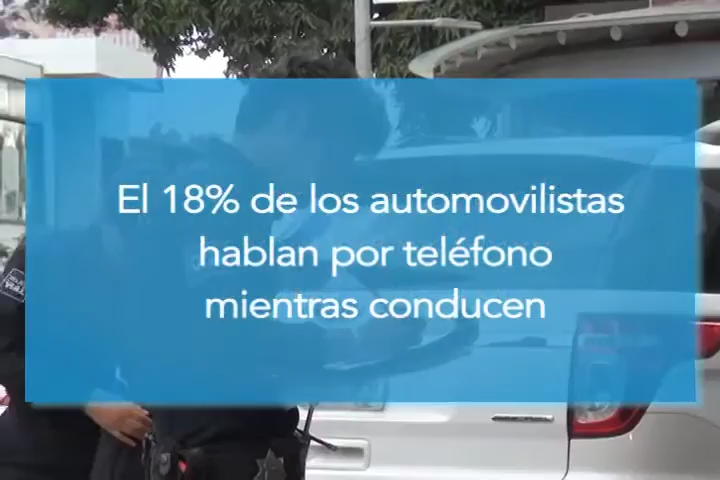 El 18% de los automovilistas
hablan por teléfono
mientras conducen